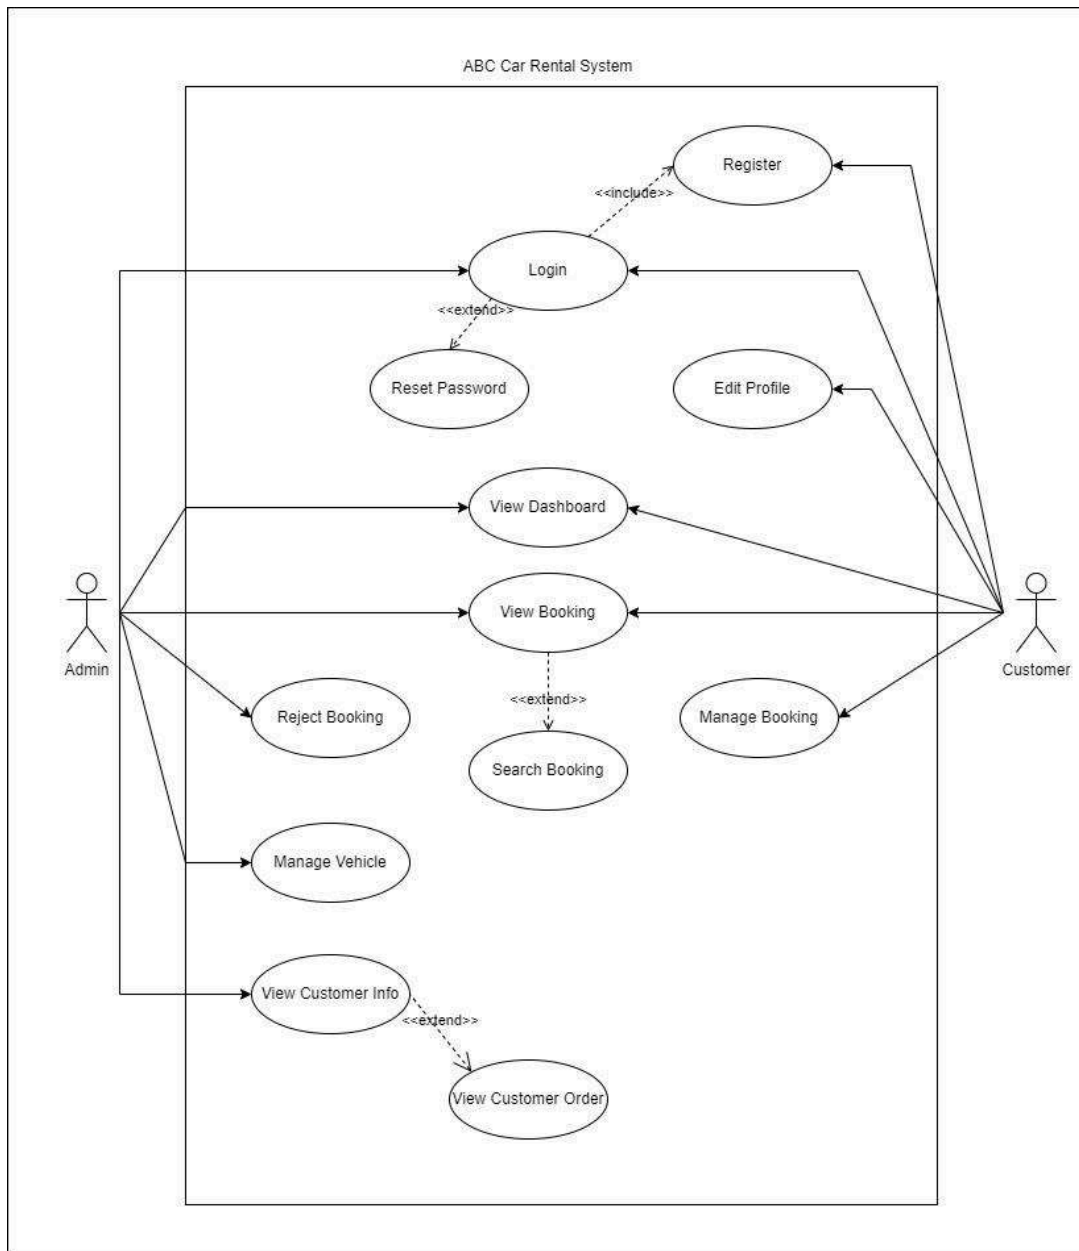 ABC Car Rental System
Register
<<include>>
Login
<<extend>>
Reset Password
Edit Profile
View Dashboard
View Booking
Admin
Customer
<<extend>>
Reject Booking
Manage Booking
Search Booking
Manage Vehicle
View Customer Info
<<extend>>
View Customer Order